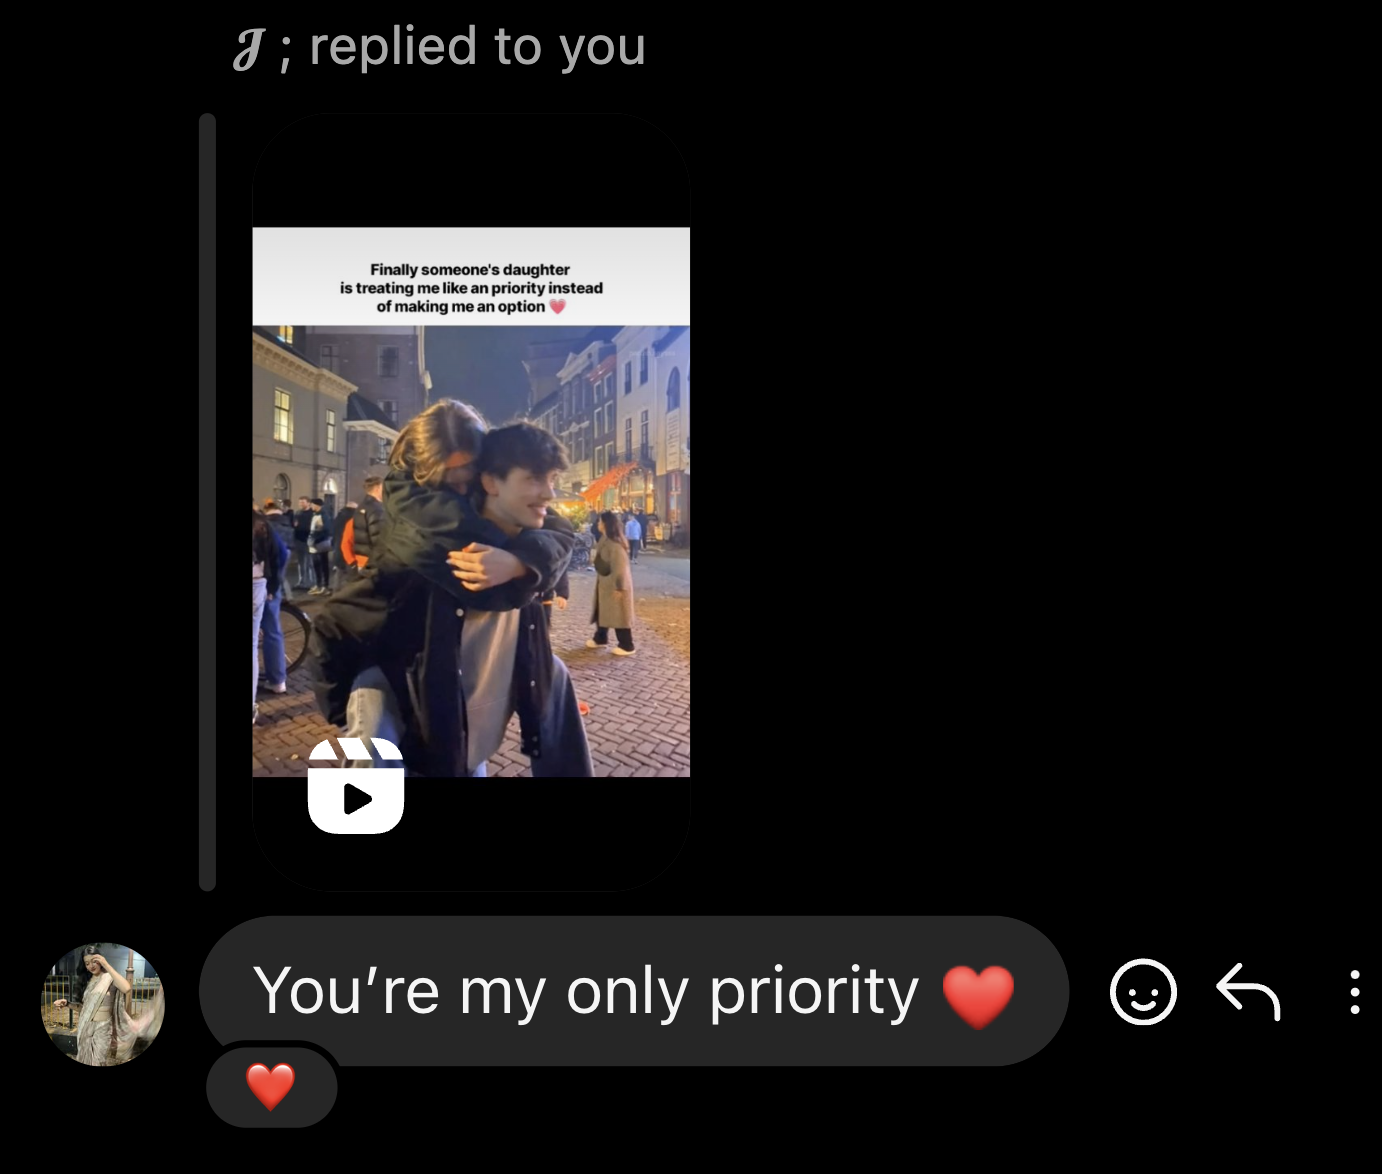 𝒥 ; replied to you
Finally someone's daughter
is treating me like an priority instead
of making me an option 💗
You’re my only priority ❤️
❤️